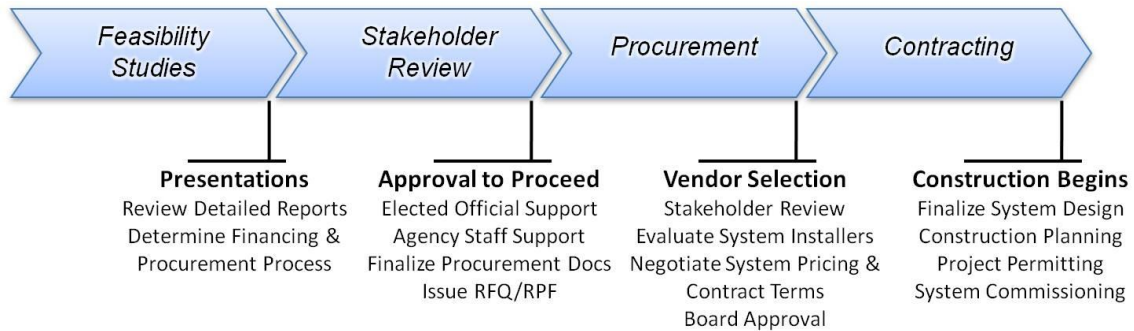 Feasibility
Studies
Stakeholder
Review
Procurement
Contracting
Presentations
Review Detailed Reports
Determine Financing &
Procurement Process
Approval to Proceed
Elected Official Support
Agency Staff Support
Finalize Procurement Docs
Issue RFQ/RPF
Vendor Selection
Stakeholder Review
Evaluate System Installers
Negotiate System Pricing &
Contract Terms
Board Approval
Construction Begins
Finalize System Design
Construction Planning
Project Permitting
System Commissioning